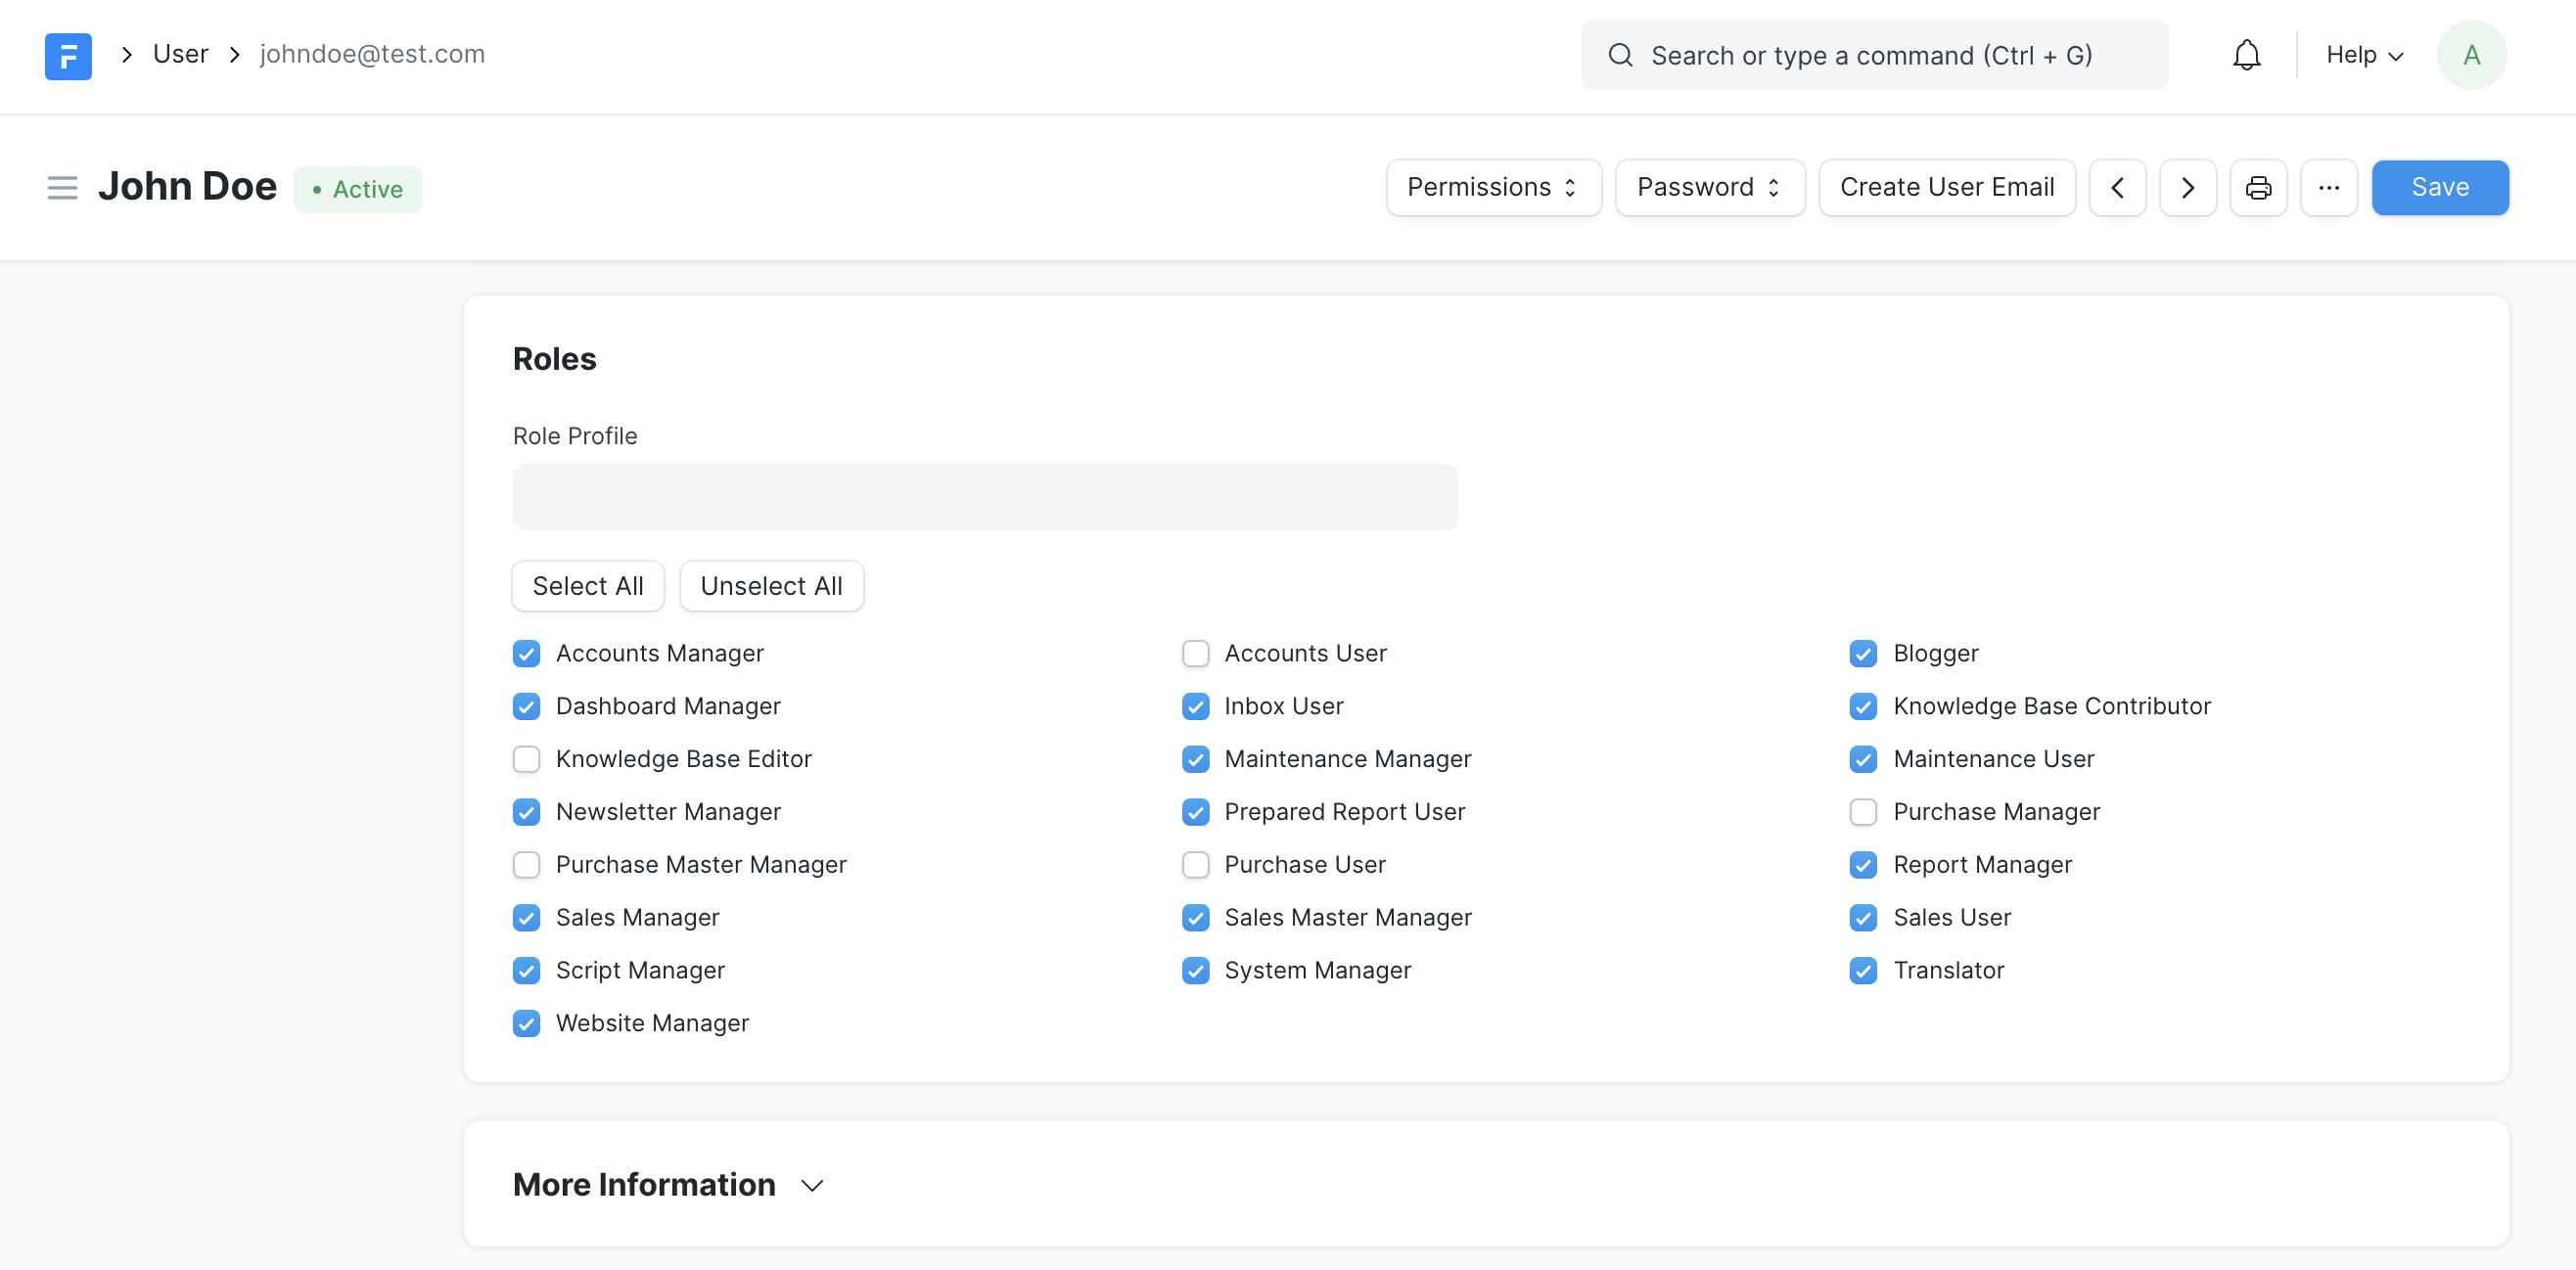 F User johndoe@test.com Search or type a command (Ctrl + G) Help A
John Doe Active Permissions Password Create User Email ... Save
Roles
Role Profile
Select All Unselect All
Accounts Manager Accounts User Blogger
Dashboard Manager Inbox User Knowledge Base Contributor
Knowledge Base Editor Maintenance Manager Maintenance User
Newsletter Manager Prepared Report User Purchase Manager
Purchase Master Manager Purchase User Report Manager
Sales Manager Sales Master Manager Sales User
Script Manager System Manager Translator
Website Manager
More Information